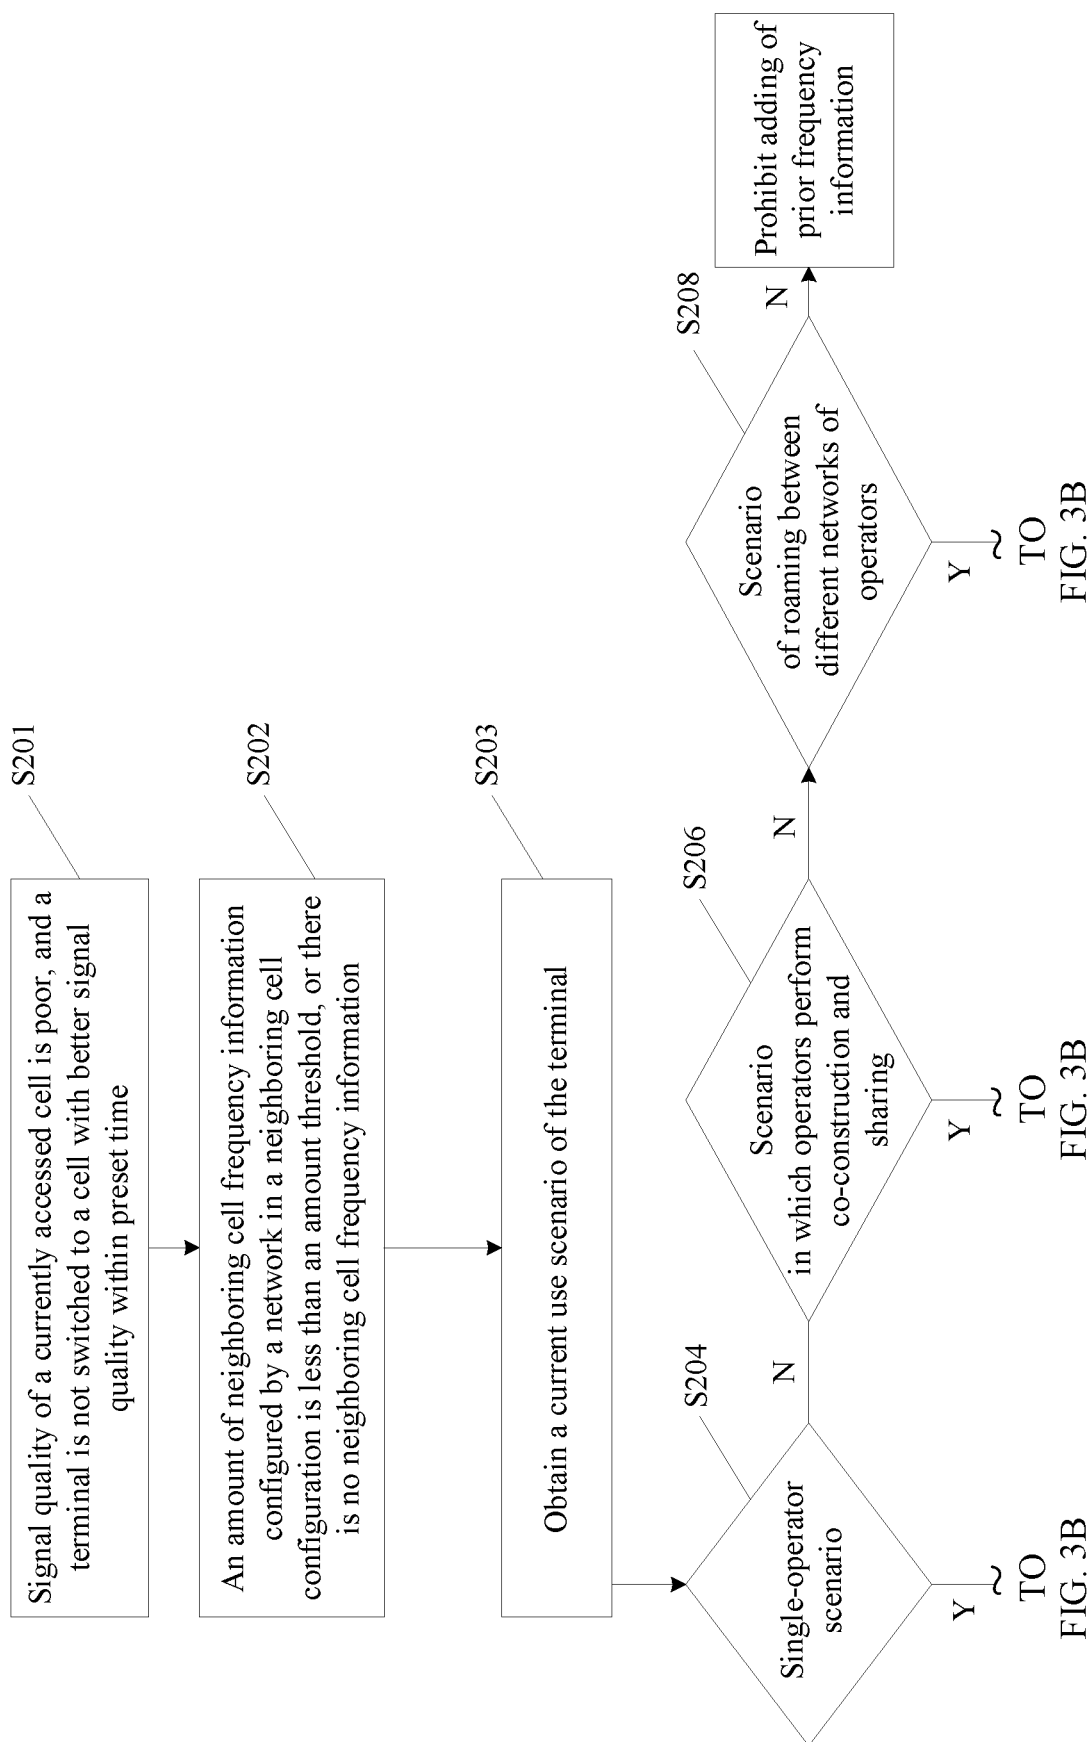 S201
Signal quality of a currently accessed cell is poor, and a
terminal is not switched to a cell with better signal
quality within preset time
S202
An amount of neighboring cell frequency information
configured by a network in a neighboring cell
configuration is less than an amount threshold, or there
is no neighboring cell frequency information
S203
Obtain a current use scenario of the terminal
S204
Single-operator
scenario
N
Y
TO
FIG. 3B
S206
Scenario
in which operators perform
co-construction and
sharing
N
Y
TO
FIG. 3B
S208
Scenario
of roaming between
different networks of
operators
N
Y
TO
FIG. 3B
Prohibit adding of
prior frequency
information